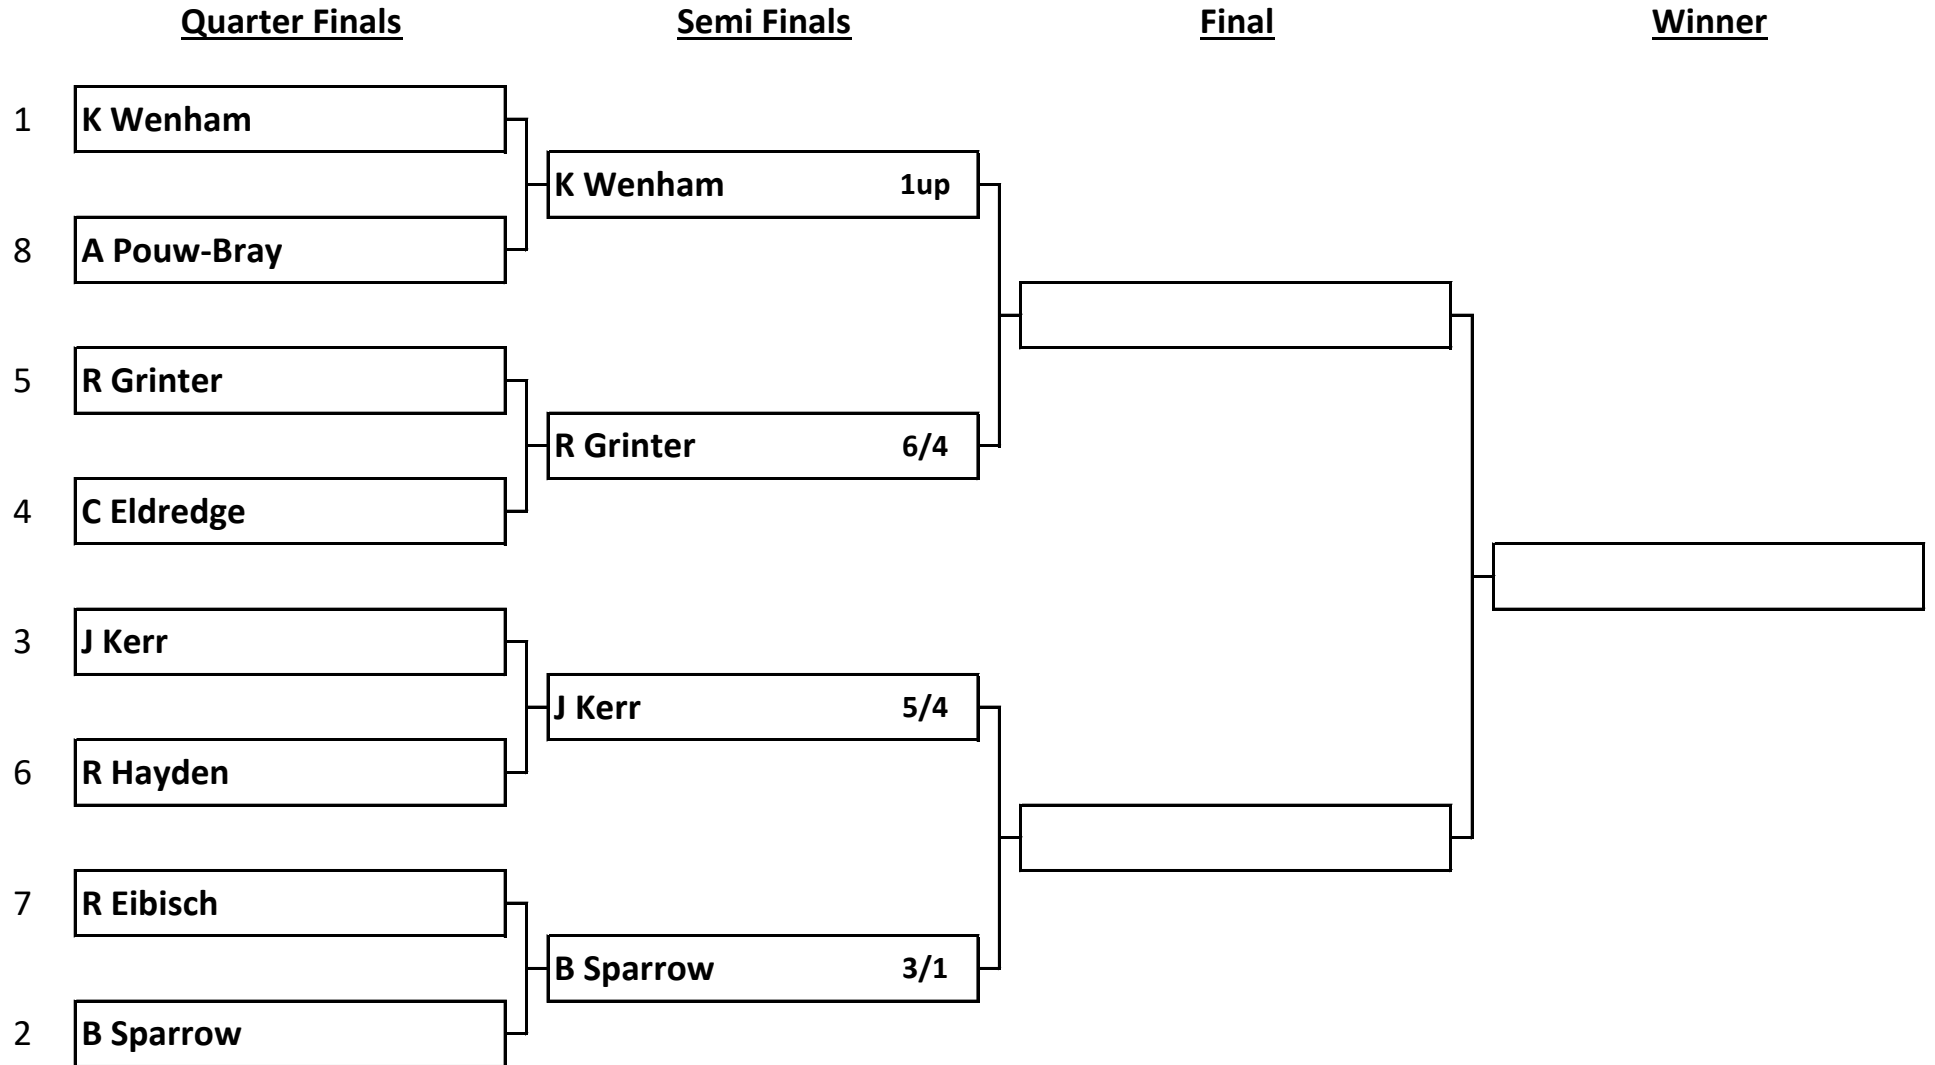 Quarter Finals Semi Finals Final Winner
1 K Wenham
K Wenham 1up
8 A Pouw-Bray
5 R Grinter
R Grinter 6/4
4 C Eldredge
3 J Kerr
J Kerr 5/4
6 R Hayden
7 R Eibisch
B Sparrow 3/1
2 B Sparrow